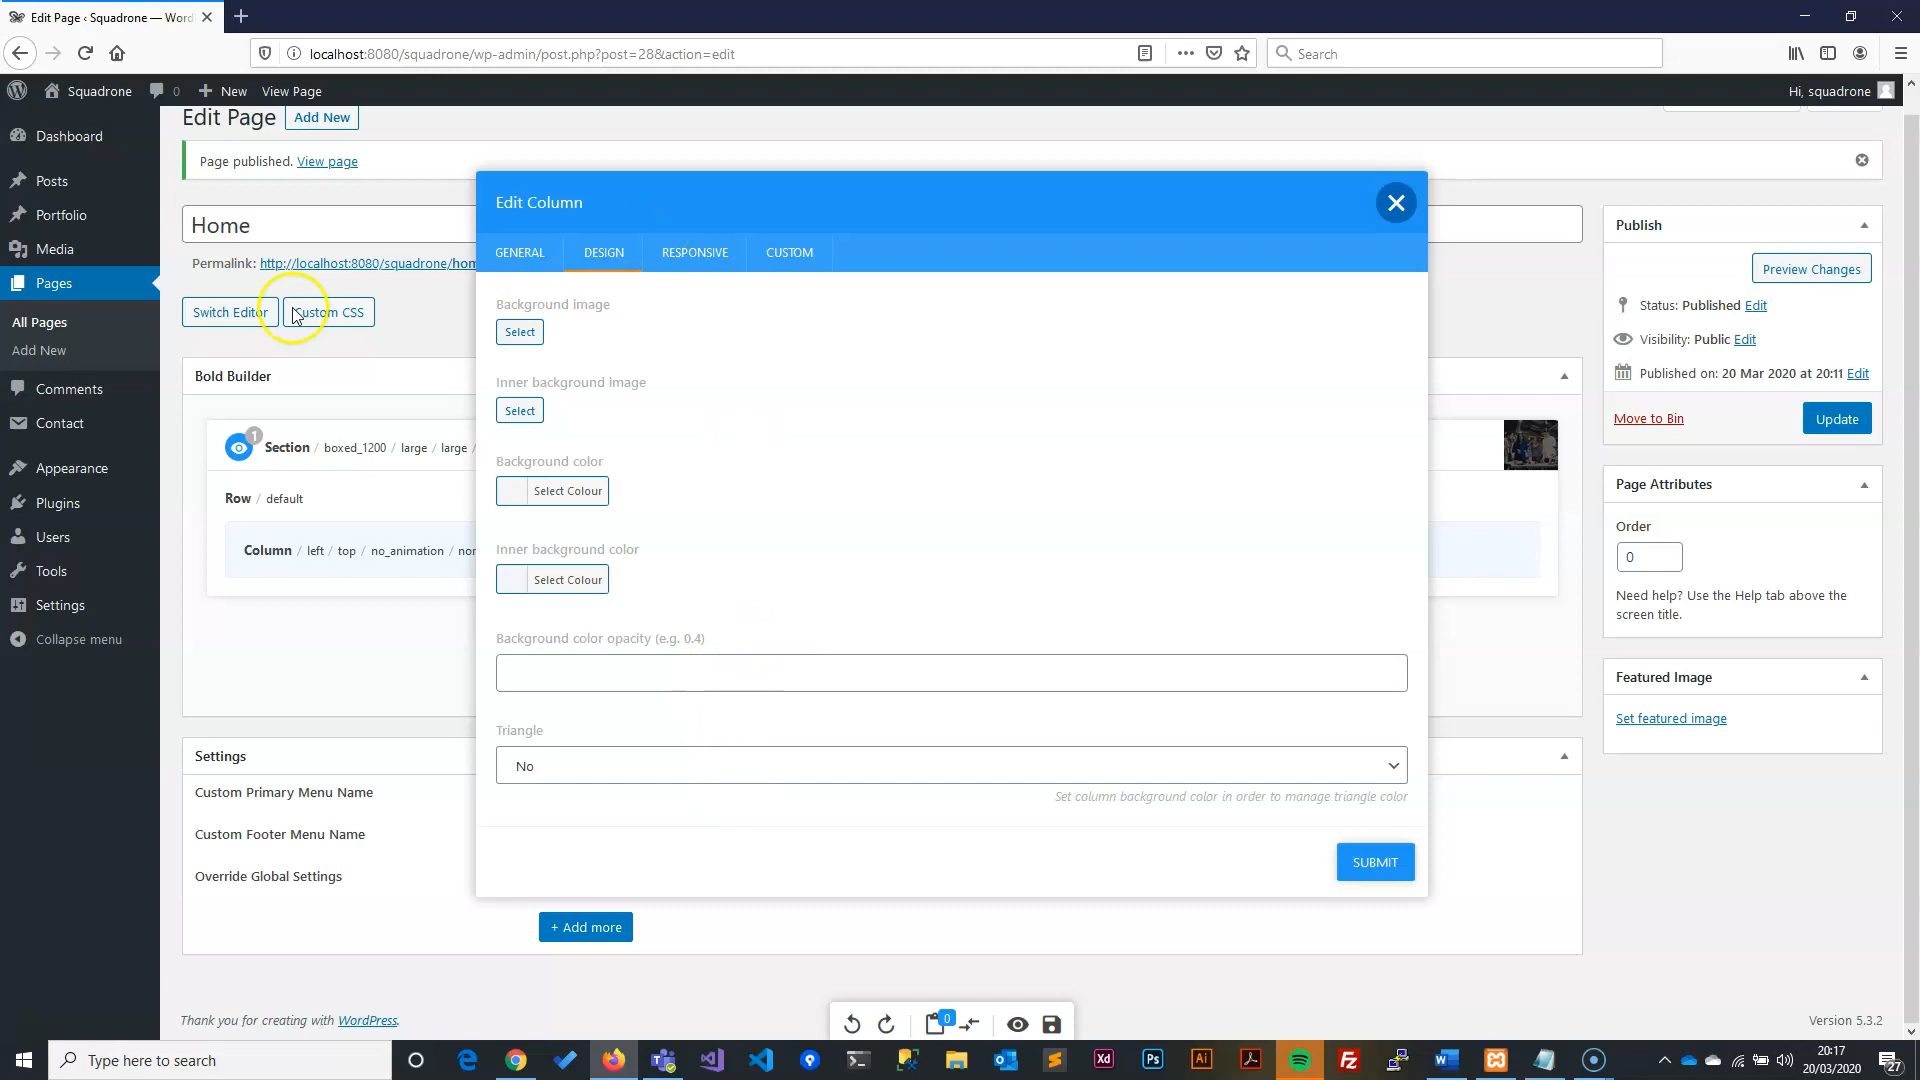 Edit Page ‹ Squadrone — Word
localhost:8080/squadrone/wp-admin/post.php?post=28&action=edit
Search
Squadrone
0
New
View Page
Hi, squadrone
Dashboard
Posts
Portfolio
Media
Pages
All Pages
Add New
Comments
Contact
Appearance
Plugins
Users
Tools
Settings
Collapse menu
Edit Page
Add New
Page published. View page
Home
Permalink: http://localhost:8080/squadrone/hom
Switch Editor
Custom CSS
Bold Builder
1
Section / boxed_1200 / large / large /
Row / default
Column / left / top / no_animation / non
Settings
Custom Primary Menu Name
Custom Footer Menu Name
Override Global Settings
+ Add more
Thank you for creating with WordPress.
Version 5.3.2
Edit Column
GENERAL
DESIGN
RESPONSIVE
CUSTOM
Background image
Select
Inner background image
Select
Background color
Select Colour
Inner background color
Select Colour
Background color opacity (e.g. 0.4)
Triangle
No
Set column background color in order to manage triangle color
SUBMIT
Publish
Preview Changes
Status: Published Edit
Visibility: Public Edit
Published on: 20 Mar 2020 at 20:11 Edit
Move to Bin
Update
Page Attributes
Order
0
Need help? Use the Help tab above the
screen title.
Featured Image
Set featured image
0
Type here to search
Xd
Ps
Ai
20:17
20/03/2020
27